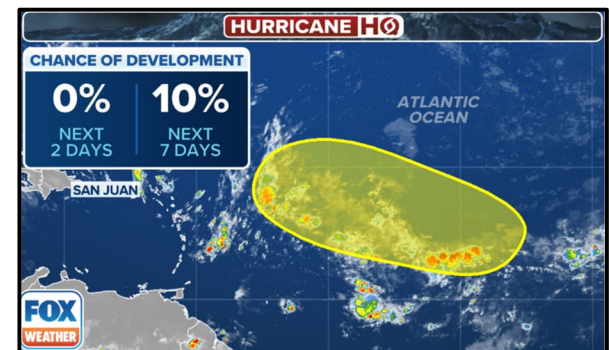 HURRICANE HQ
CHANCE OF DEVELOPMENT
0% 10%
NEXT NEXT
2 DAYS 7 DAYS
ATLANTIC
OCEAN
SAN JUAN
FOX
WEATHER